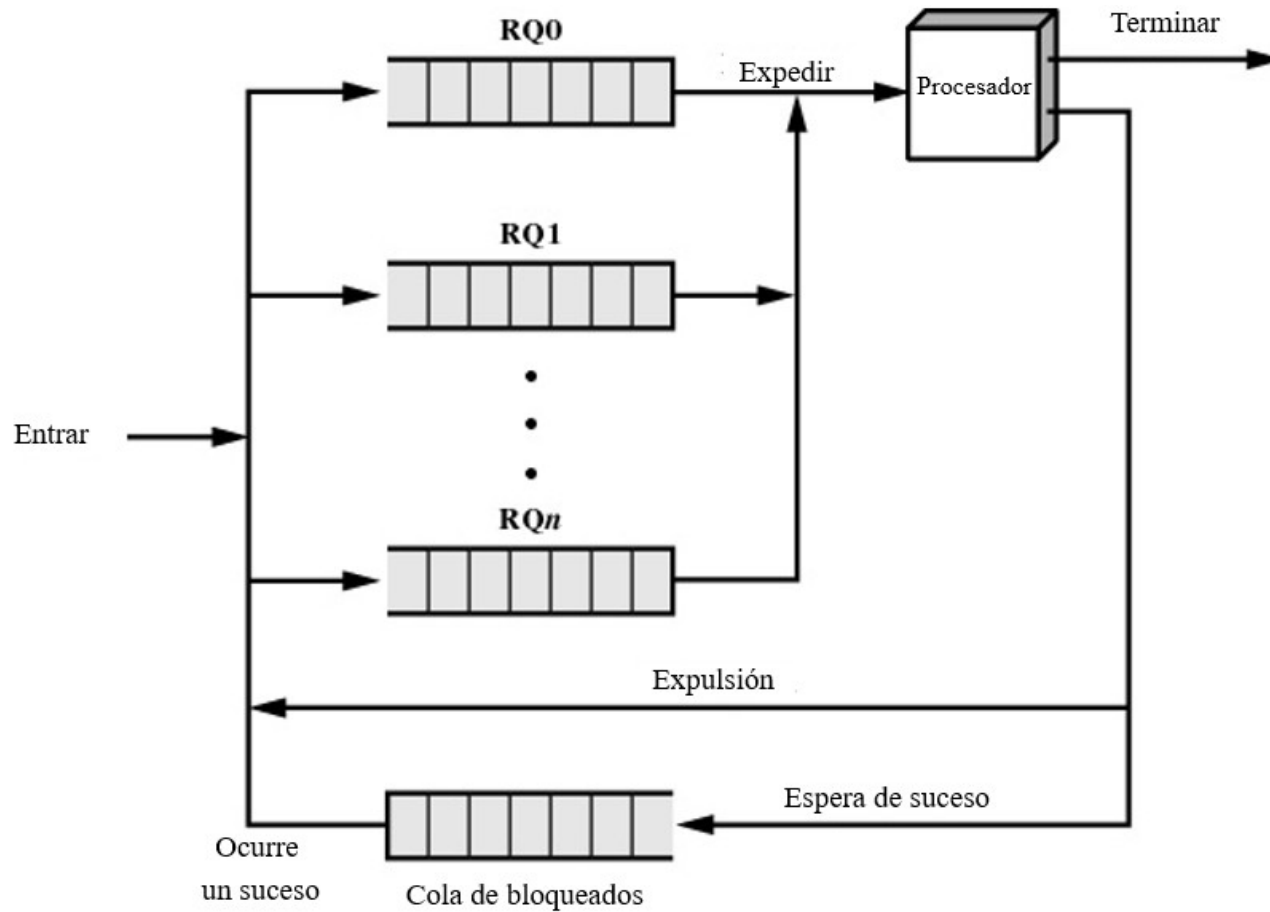 RQ0
Terminar
Expedir
Procesador
RQ1
Entrar
RQn
Expulsión
Espera de suceso
Ocurre
un suceso
Cola de bloqueados